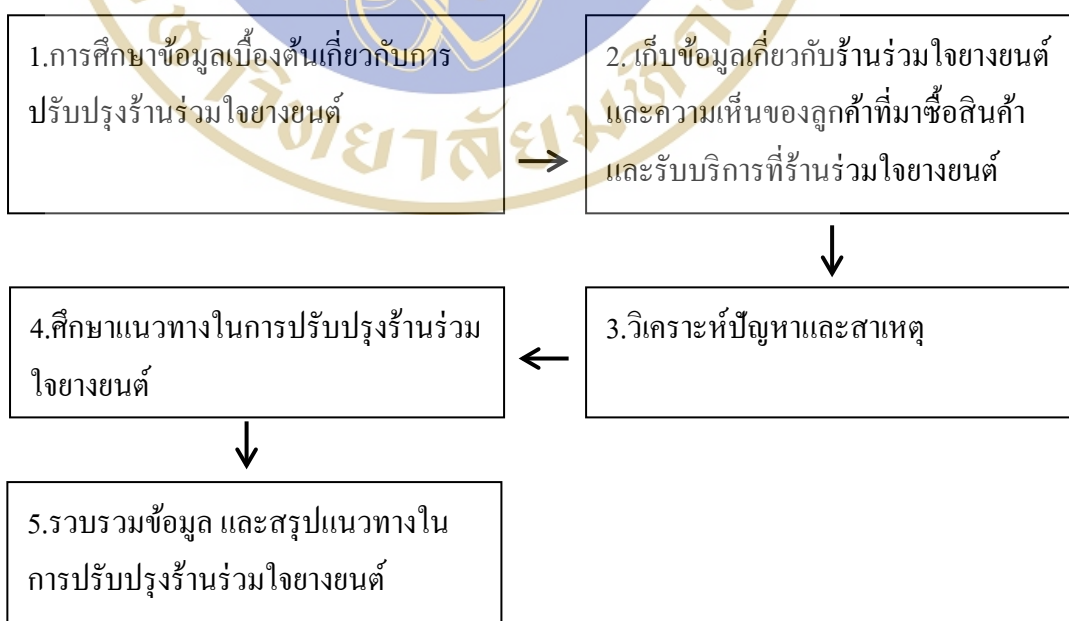 1.การศึกษาข้อมูลเบื้องต้นเกี่ยวกับการ
ปรับปรุงร้านร่วมใจยางยนต์
2. เก็บข้อมูลเกี่ยวกับร้านร่วมใจยางยนต์
และความเห็นของลูกค้าที่มาซื้อสินค้า
และรับบริการที่ร้านร่วมใจยางยนต์
3.วิเคราะห์ปัญหาและสาเหตุ
4.ศึกษาแนวทางในการปรับปรุงร้านร่วม
ใจยางยนต์
5.รวบรวมข้อมูล และสรุปแนวทางใน
การปรับปรุงร้านร่วมใจยางยนต์